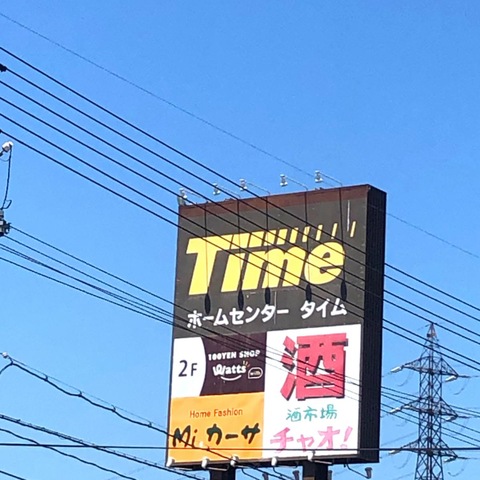 Time
ホームセンター タイム
2F
100YEN SHOP
Watts
with
酒
酒市場
チャオ!
Home Fashion
Mi.カーサ